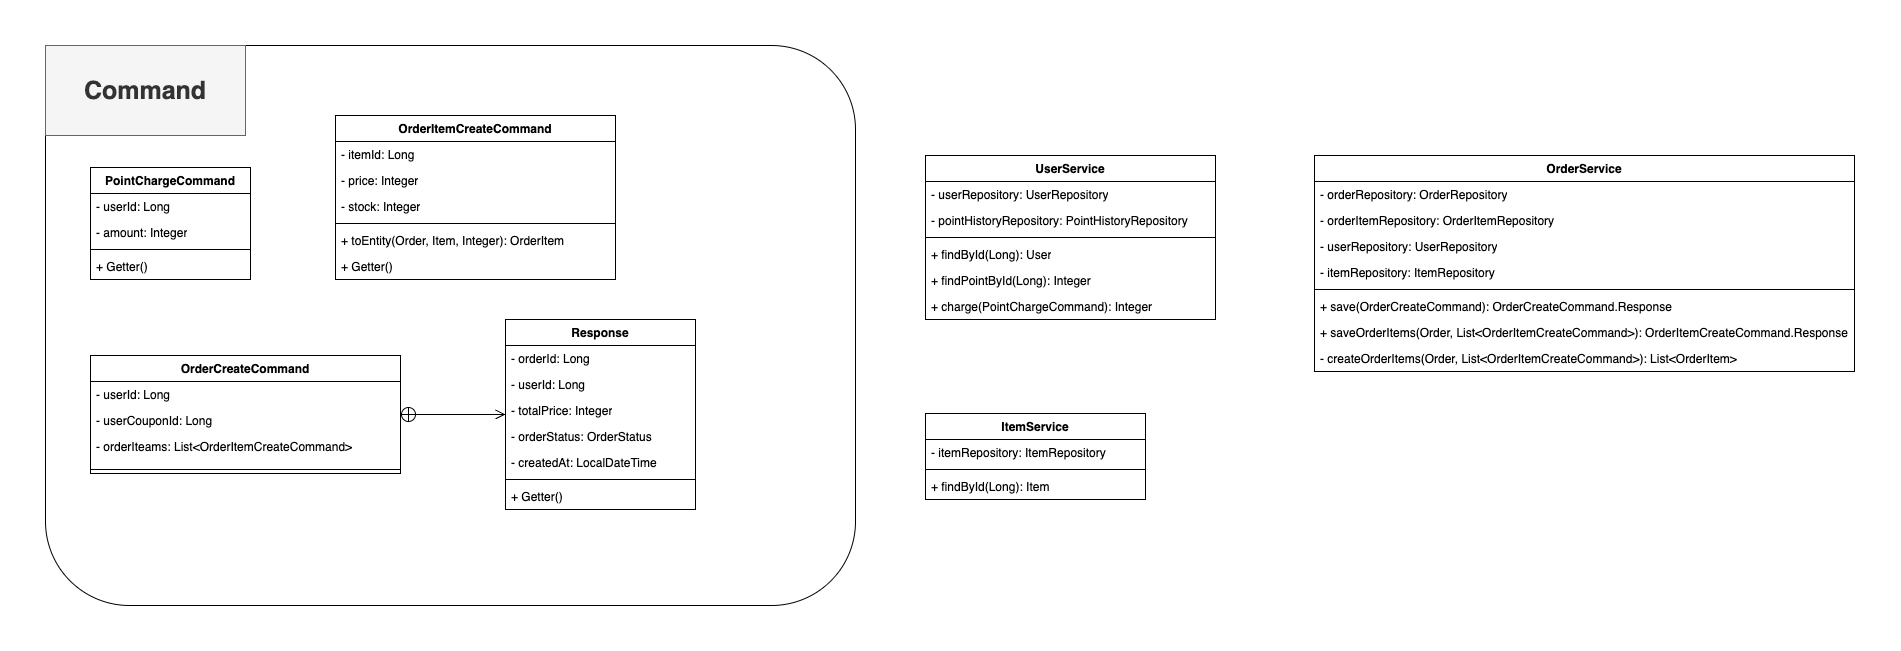 Command
OrderItemCreateCommand
- itemId: Long
- price: Integer
- stock: Integer
+ toEntity(Order, Item, Integer): OrderItem
+ Getter()
PointChargeCommand
- userId: Long
- amount: Integer
+ Getter()
OrderCreateCommand
- userId: Long
- userCouponId: Long
- orderIteams: List<OrderItemCreateCommand>
Response
- orderId: Long
- userId: Long
- totalPrice: Integer
- orderStatus: OrderStatus
- createdAt: LocalDateTime
+ Getter()
UserService
- userRepository: UserRepository
- pointHistoryRepository: PointHistoryRepository
+ findById(Long): User
+ findPointById(Long): Integer
+ charge(PointChargeCommand): Integer
ItemService
- itemRepository: ItemRepository
+ findById(Long): Item
OrderService
- orderRepository: OrderRepository
- orderItemRepository: OrderItemRepository
- userRepository: UserRepository
- itemRepository: ItemRepository
+ save(OrderCreateCommand): OrderCreateCommand.Response
+ saveOrderItems(Order, List<OrderItemCreateCommand>): OrderItemCreateCommand.Response
- createOrderItems(Order, List<OrderItemCreateCommand>): List<OrderItem>